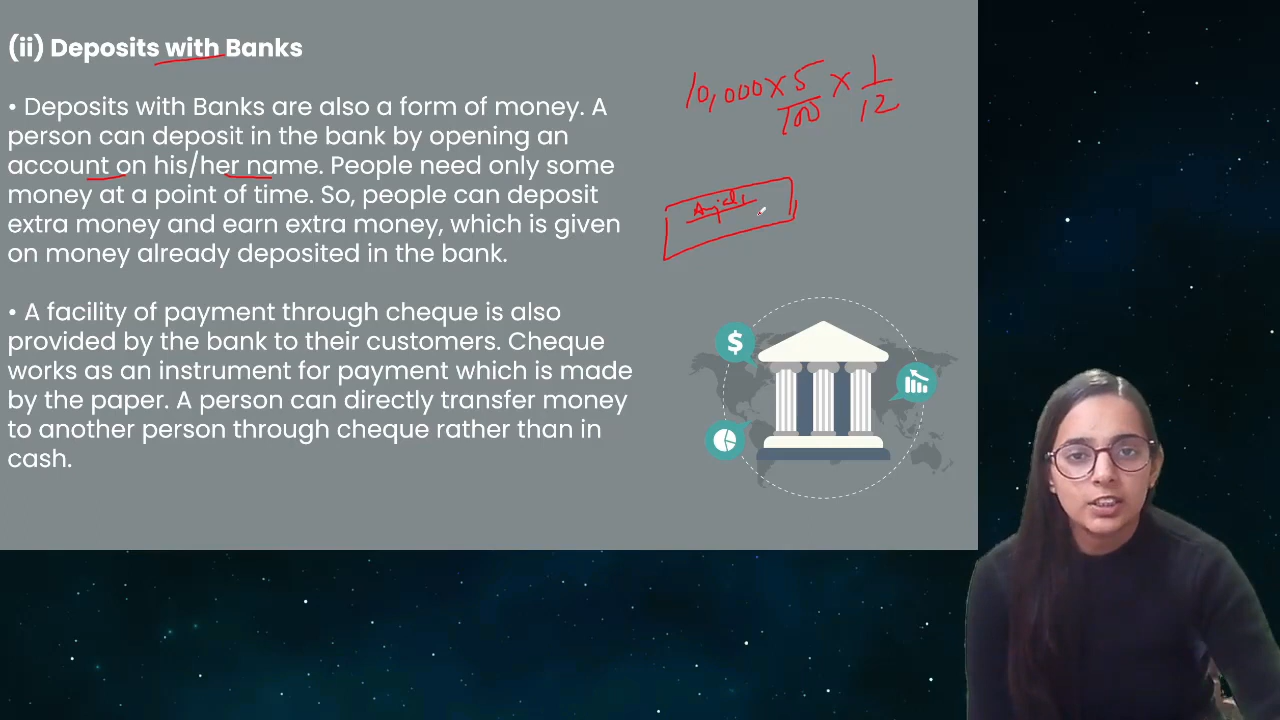 (ii) Deposits with Banks
• Deposits with Banks are also a form of money. A
person can deposit in the bank by opening an
account on his/her name. People need only some
money at a point of time. So, people can deposit
extra money and earn extra money, which is given
on money already deposited in the bank.
• A facility of payment through cheque is also
provided by the bank to their customers. Cheque
works as an instrument for payment which is made
by the paper. A person can directly transfer money
to another person through cheque rather than in
cash.
10,000 × 5/100 × 1/12
$